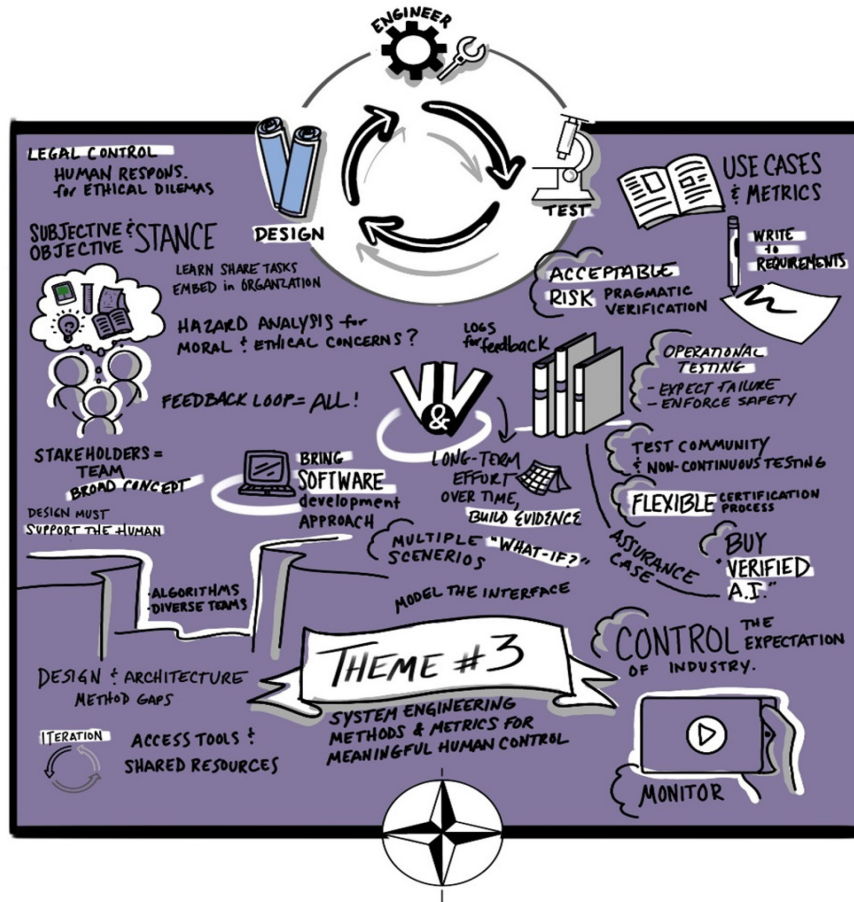 ENGINEER
DESIGN
TEST
LEGAL CONTROL
HUMAN RESPONS.
for ETHICAL DILEMAS
SUBJECTIVE &
OBJECTIVE
STANCE
LEARN SHARE TASKS
EMBED in ORGANZATION
HAZARD ANALYSIS for
MORAL & ETHICAL CONCERNS?
FEEDBACK LOOP = ALL!
STAKEHOLDERS =
TEAM
BROAD CONCEPT
DESIGN MUST
SUPPORT THE HUMAN
BRING
SOFTWARE
development
APPROACH
• ALGORITHMS
• DIVERSE TEAMS
DESIGN & ARCHITECTURE
METHOD GAPS
ITERATION
ACCESS TOOLS &
SHARED RESOURCES
USE CASES
& METRICS
WRITE
to
REQUIREMENTS
ACCEPTABLE
RISK PRAGMATIC
VERIFICATION
LOGS
for feedback
V&V
OPERATIONAL
TESTING
- EXPECT FAILURE
- ENFORCE SAFETY
LONG-TERM
EFFORT
OVER TIME,
BUILD EVIDENCE
TEST COMMUNITY
& NON-CONTINUOUS TESTING
FLEXIBLE CERTIFICATION
PROCESS
MULTIPLE "WHAT-IF?"
SCENERIOS
ASSURANCE
CASE
BUY
"VERIFIED
A.I."
MODEL THE INTERFACE
CONTROL THE
EXPECTATION
OF INDUSTRY.
THEME #3
SYSTEM ENGINEERING
METHODS & METRICS FOR
MEANINGFUL HUMAN CONTROL
MONITOR